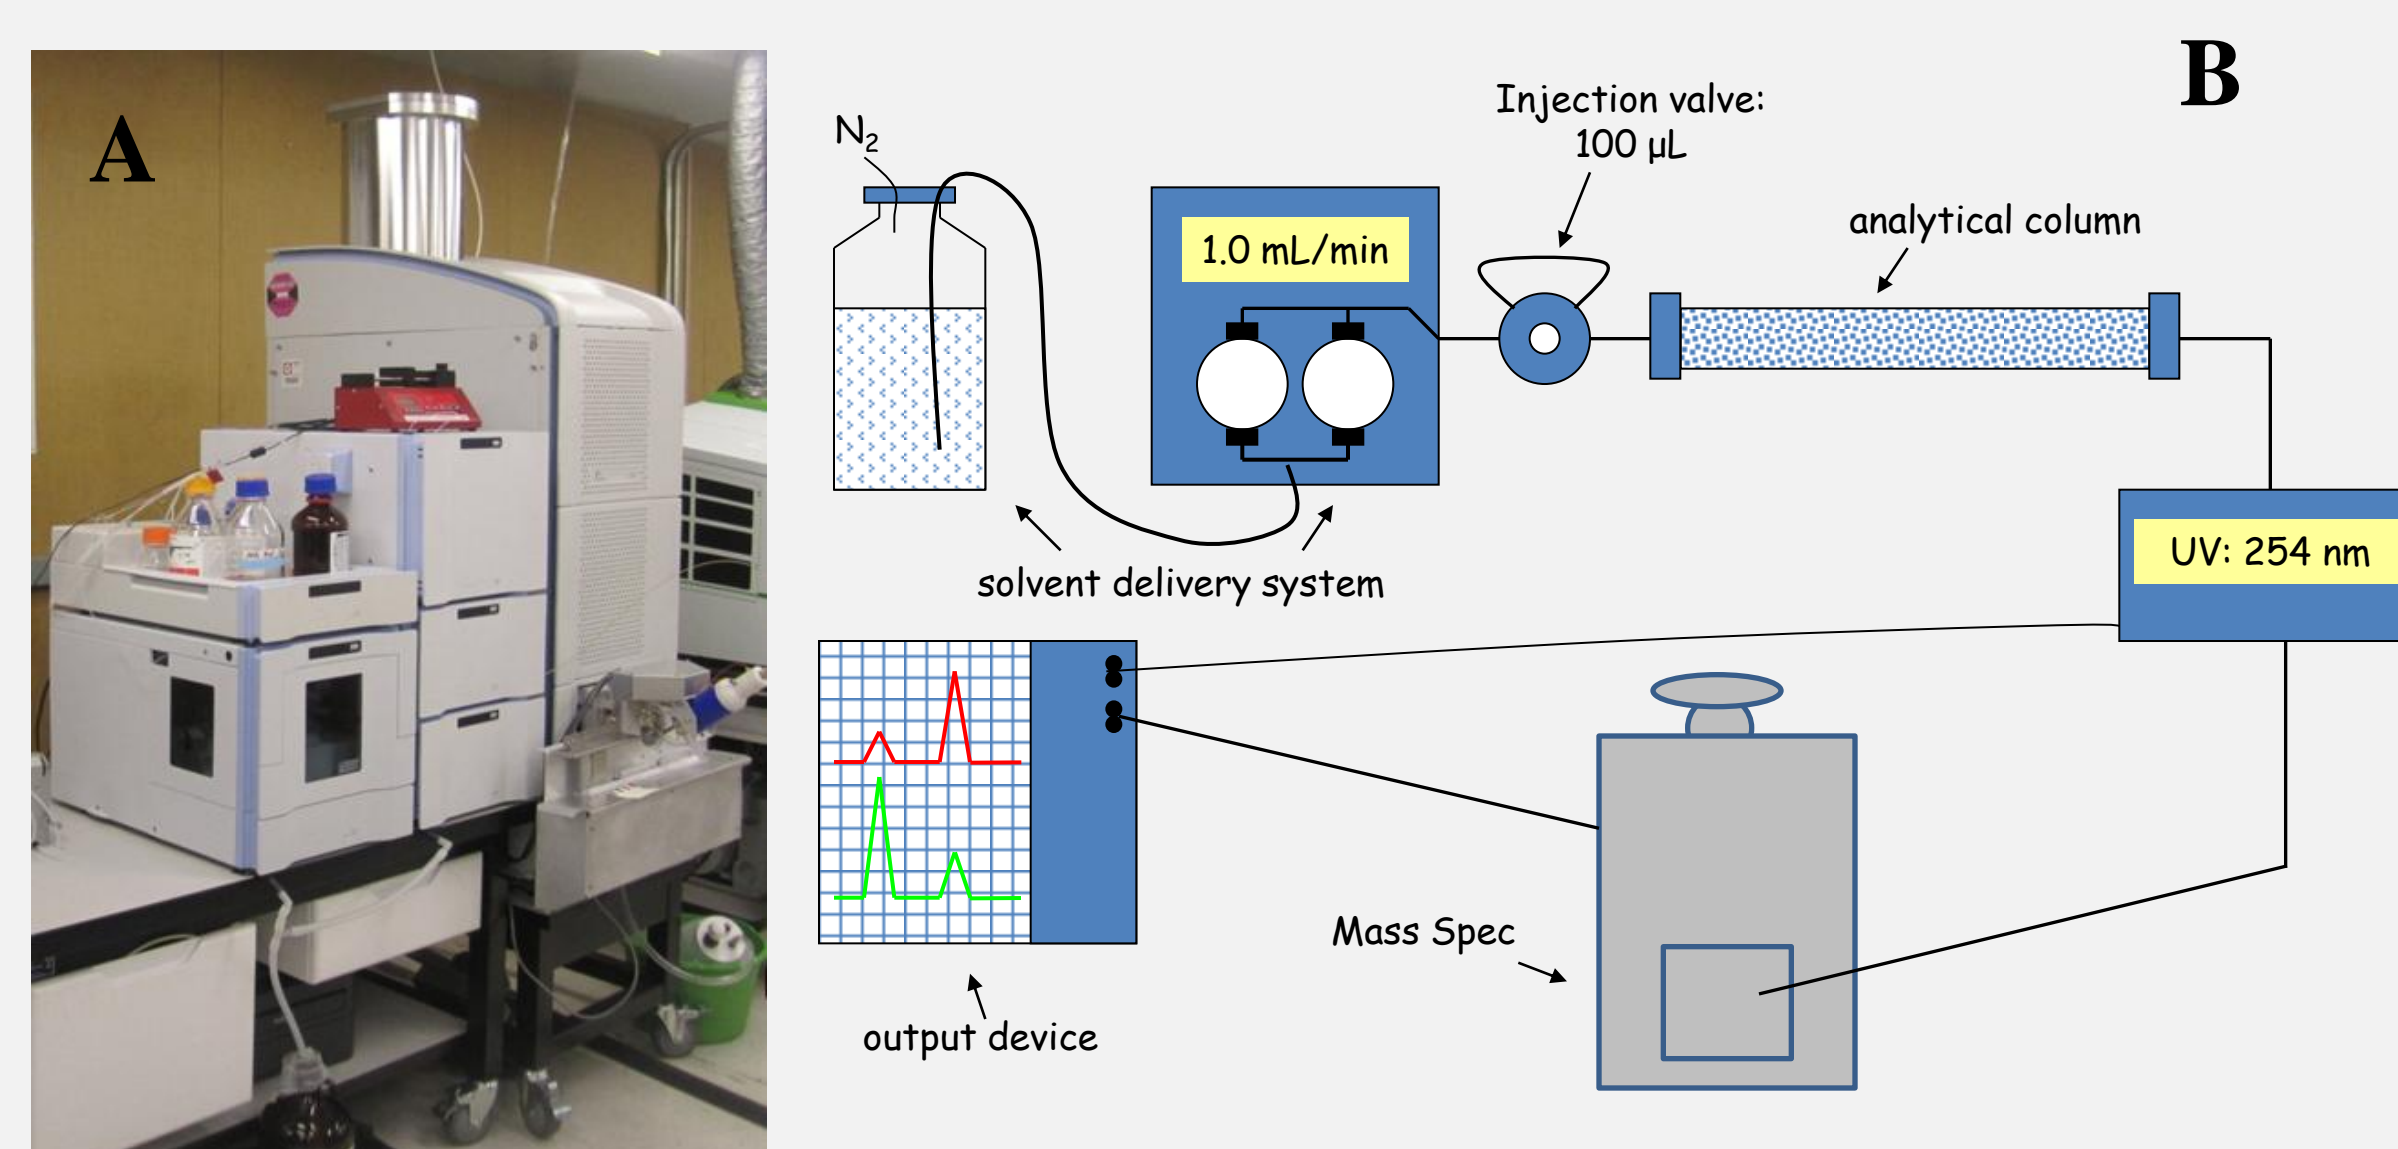 A
B
N₂
Injection valve:
100 µL
1.0 mL/min
analytical column
UV: 254 nm
solvent delivery system
Mass Spec
output device